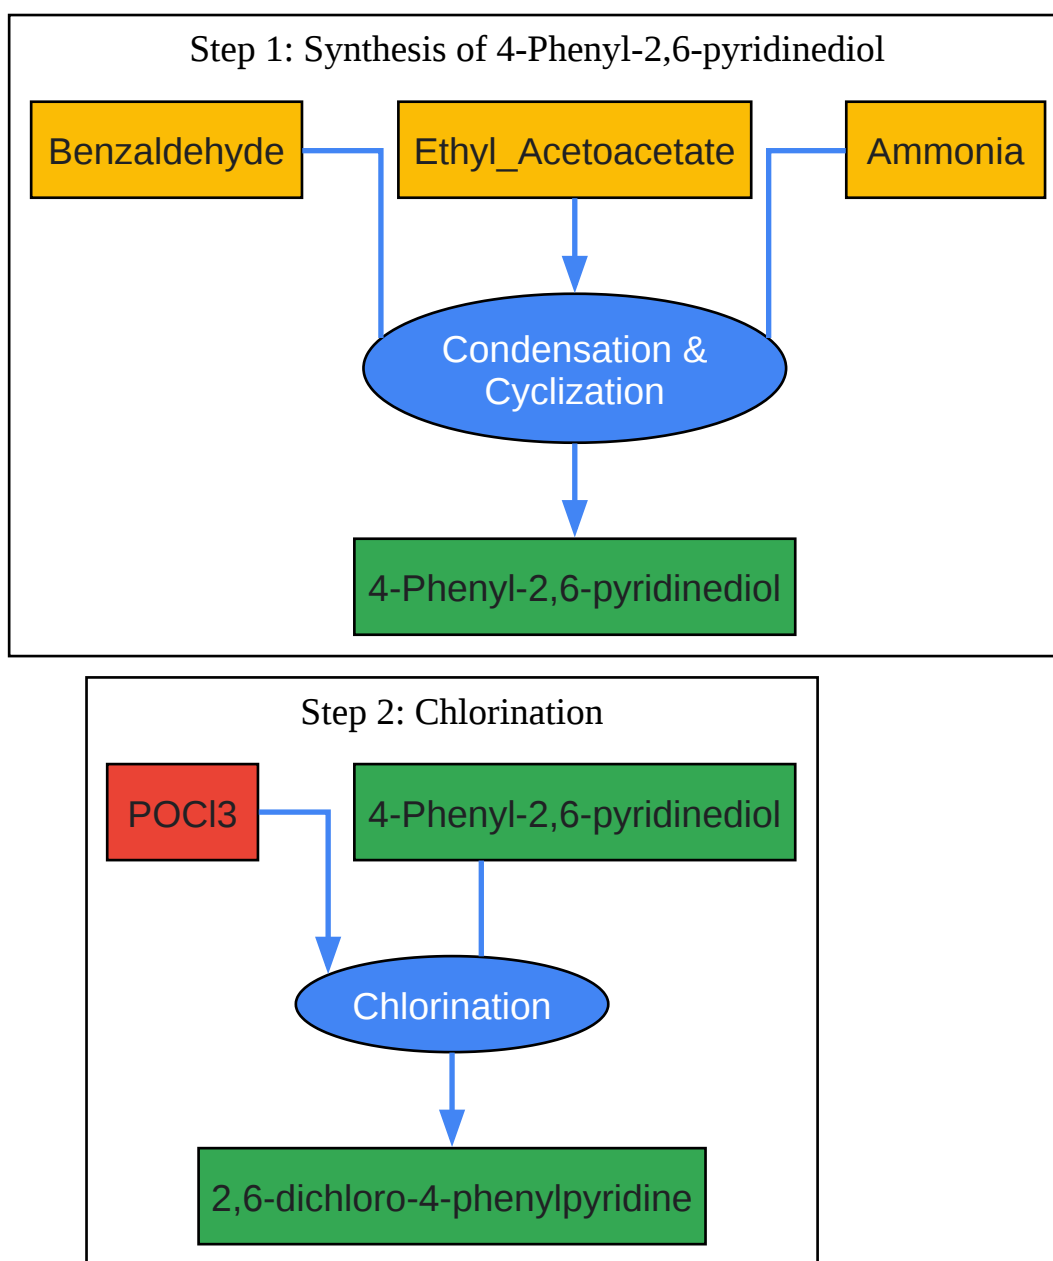 Step 1: Synthesis of 4-Phenyl-2,6-pyridinediol
Benzaldehyde
Ethyl_Acetoacetate
Ammonia
Condensation &
Cyclization
4-Phenyl-2,6-pyridinediol
Step 2: Chlorination
POCl3
4-Phenyl-2,6-pyridinediol
Chlorination
2,6-dichloro-4-phenylpyridine